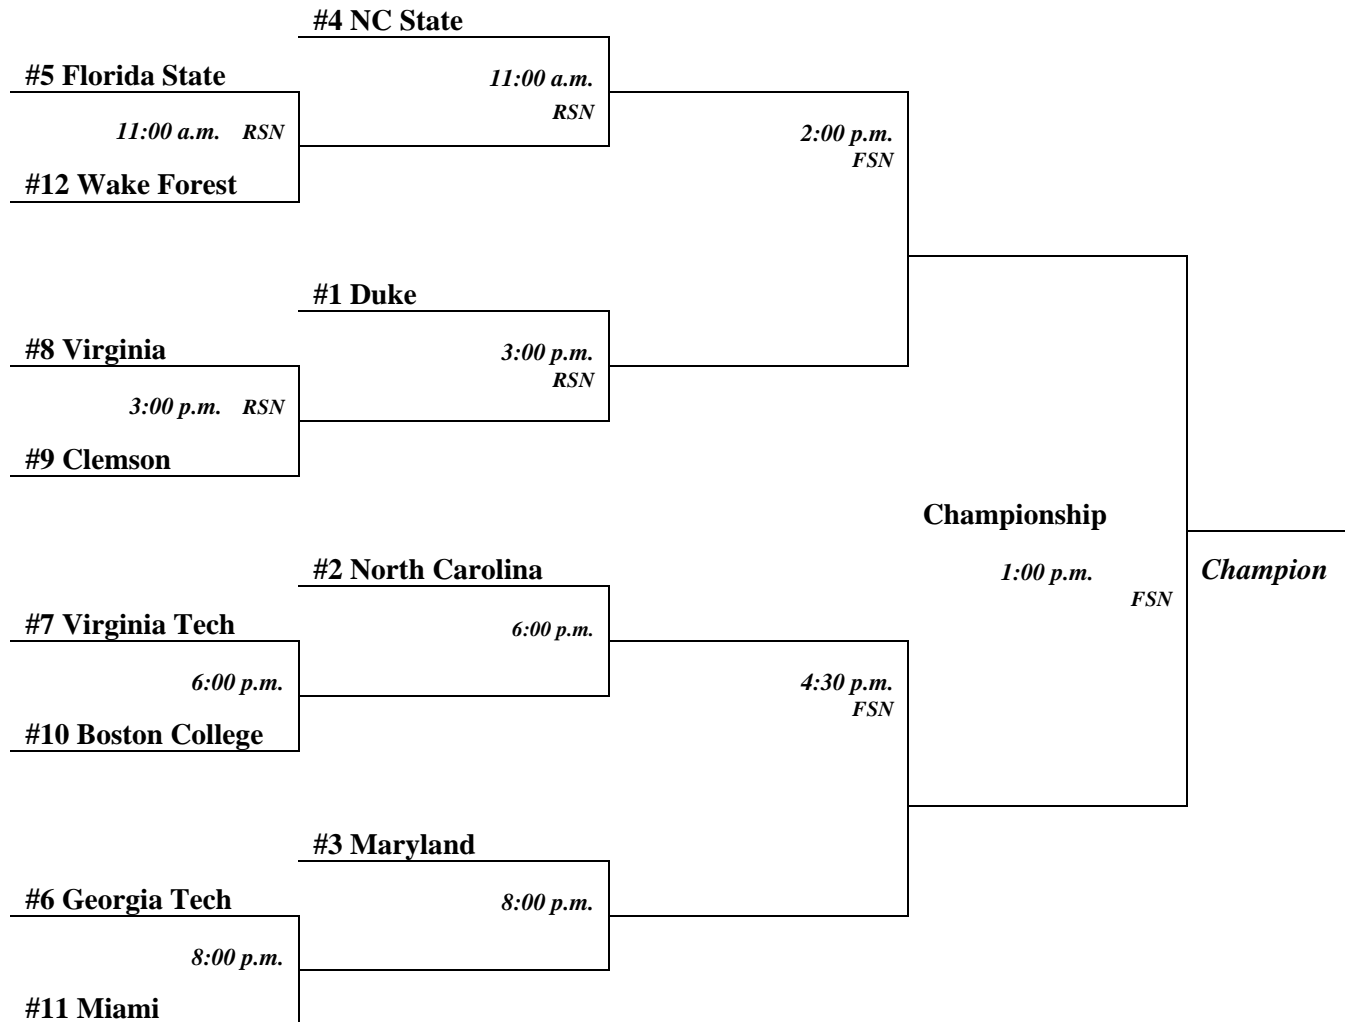 #4 NC State
#5 Florida State
11:00 a.m.
RSN
11:00 a.m. RSN
2:00 p.m.
FSN
#12 Wake Forest
#1 Duke
#8 Virginia
3:00 p.m.
RSN
3:00 p.m. RSN
#9 Clemson
Championship
#2 North Carolina
1:00 p.m.
Champion
FSN
#7 Virginia Tech
6:00 p.m.
6:00 p.m.
4:30 p.m.
FSN
#10 Boston College
#3 Maryland
#6 Georgia Tech
8:00 p.m.
8:00 p.m.
#11 Miami